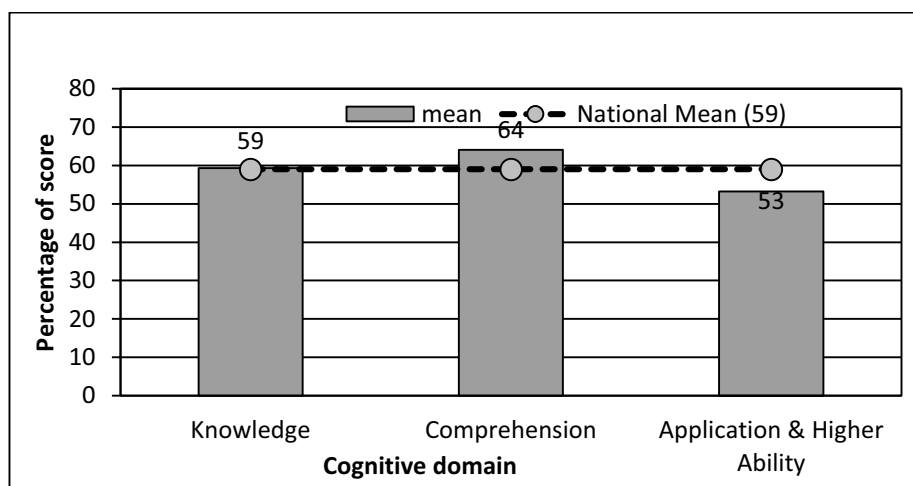 80
70
60
50
40
30
20
10
0
Percentage of score
mean
National Mean (59)
59
64
53
Knowledge
Comprehension
Application & Higher
Ability
Cognitive domain